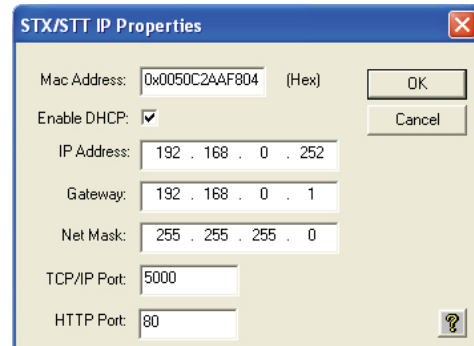 STX/STT IP Properties
Mac Address: 0x0050C2AAF804 (Hex) OK
Enable DHCP: Cancel
IP Address: 192 . 168 . 0 . 252
Gateway: 192 . 168 . 0 . 1
Net Mask: 255 . 255 . 255 . 0
TCP/IP Port: 5000
HTTP Port: 80 ?